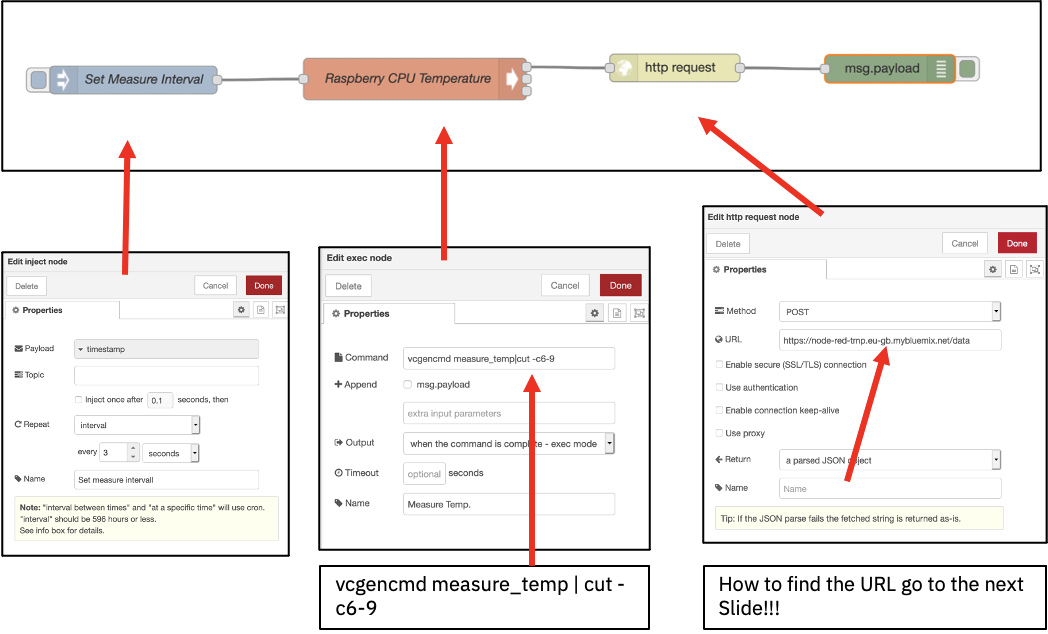 Set Measure Interval
Raspberry CPU Temperature
http request
msg.payload
Edit inject node
Delete
Cancel
Done
Properties
Payload
timestamp
Topic
Inject once after 0.1 seconds, then
Repeat
interval
every 3 seconds
Name
Set measure intervall
Note: "interval between times" and "at a specific time" will use cron.
"interval" should be 596 hours or less.
See info box for details.
Edit exec node
Delete
Cancel
Done
Properties
Command
vcgencmd measure_temp|cut -c6-9
Append
msg.payload
extra input parameters
Output
when the command is complete - exec mode
Timeout
optional seconds
Name
Measure Temp.
vcgencmd measure_temp | cut -
c6-9
Edit http request node
Delete
Cancel
Done
Properties
Method
POST
URL
https://node-red-tmp.eu-gb.mybluemix.net/data
Enable secure (SSL/TLS) connection
Use authentication
Enable connection keep-alive
Use proxy
Return
a parsed JSON object
Name
Name
Tip: If the JSON parse fails the fetched string is returned as-is.
How to find the URL go to the next
Slide!!!